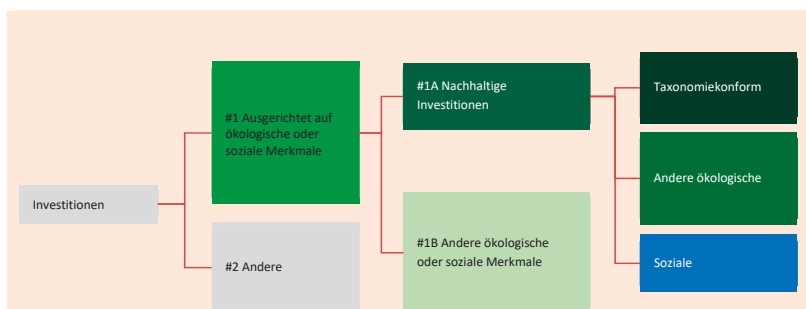 Investitionen
#1 Ausgerichtet auf
ökologische oder
soziale Merkmale
#2 Andere
#1A Nachhaltige
Investitionen
#1B Andere ökologische
oder soziale Merkmale
Taxonomiekonform
Andere ökologische
Soziale